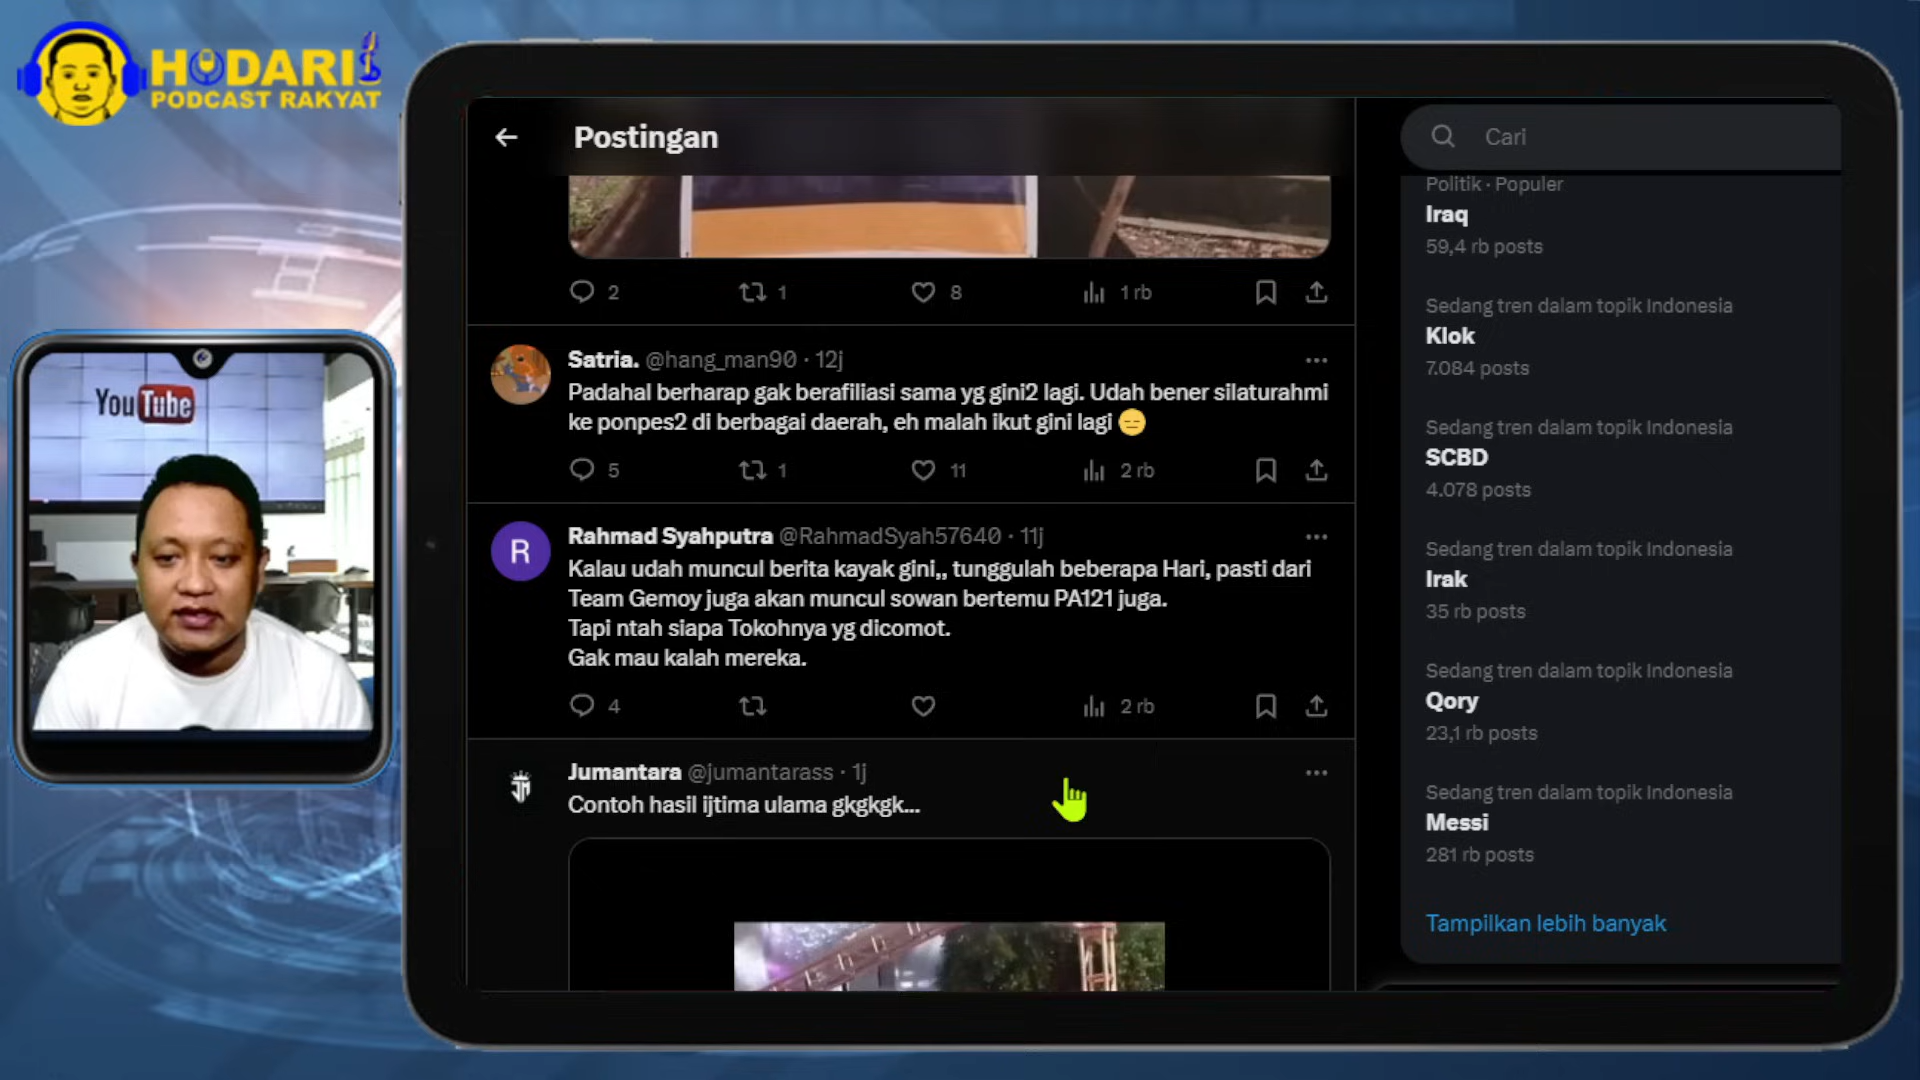 HODARI
PODCAST RAKYAT
YouTube
Postingan
2
1
8
1 rb
Satria. @hang_man90 · 12j
Padahal berharap gak berafiliasi sama yg gini2 lagi. Udah bener silaturahmi
ke ponpes2 di berbagai daerah, eh malah ikut gini lagi 😑
5
1
11
2 rb
R
Rahmad Syahputra @RahmadSyah57640 · 11j
Kalau udah muncul berita kayak gini,, tunggulah beberapa Hari, pasti dari
Team Gemoy juga akan muncul sowan bertemu PA121 juga.
Tapi ntah siapa Tokohnya yg dicomot.
Gak mau kalah mereka.
4
2 rb
JM
Jumantara @jumantarass · 1j
Contoh hasil ijtima ulama gkgkgk...
Cari
Politik · Populer
Iraq
59,4 rb posts
Sedang tren dalam topik Indonesia
Klok
7.084 posts
Sedang tren dalam topik Indonesia
SCBD
4.078 posts
Sedang tren dalam topik Indonesia
Irak
35 rb posts
Sedang tren dalam topik Indonesia
Qory
23,1 rb posts
Sedang tren dalam topik Indonesia
Messi
281 rb posts
Tampilkan lebih banyak